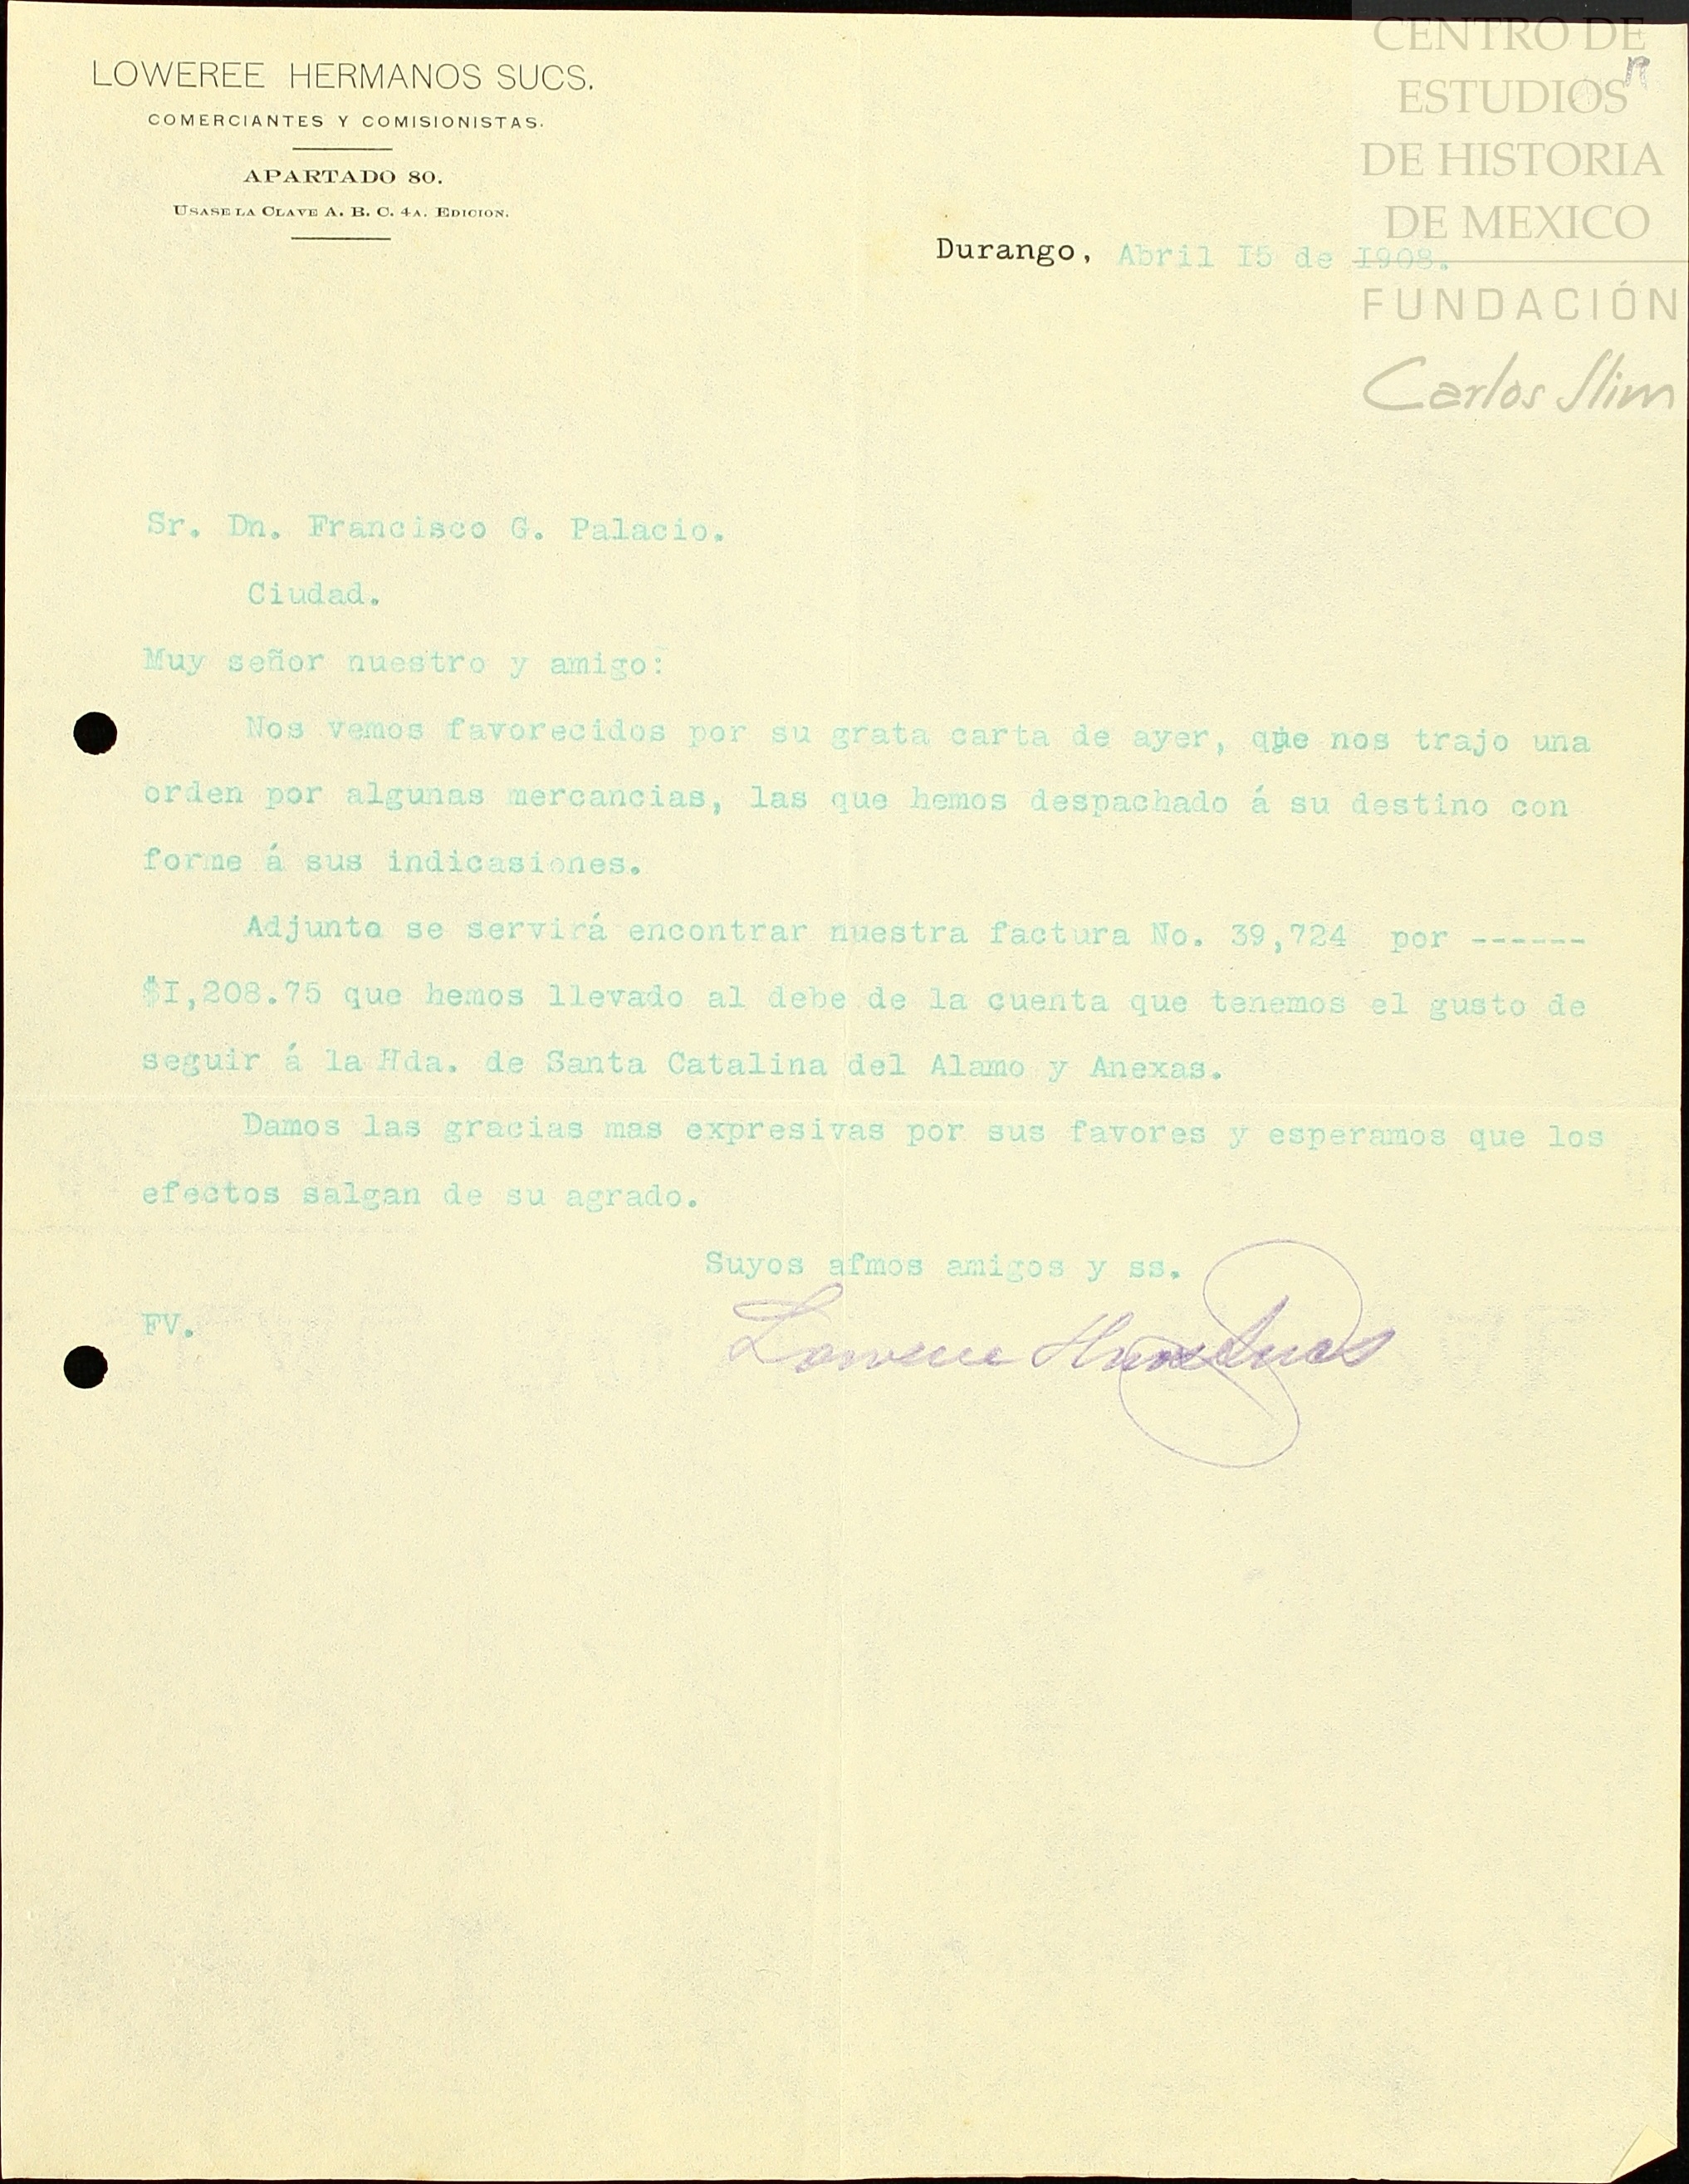 LOWEREE HERMANOS SUCS.
COMERCIANTES Y COMISIONISTAS.
APARTADO 80.
USASE LA CLAVE A. B. C. 4A. EDICION.
CENTRO DE
ESTUDIOS
DE HISTORIA
DE MEXICO
FUNDACIÓN
Carlos Slim
Durango, Abril I5 de I908.
Sr. Dn. Francisco G. Palacio.
Ciudad.
Muy señor nuestro y amigo:
Nos vemos favorecidos por su grata carta de ayer, que nos trajo una
orden por algunas mercancias, las que hemos despachado á su destino con
forme á sus indicasiones.
Adjunto se servirá encontrar nuestra factura No. 39,724 por ------
$I,208.75 que hemos llevado al debe de la cuenta que tenemos el gusto de
seguir á la Hda. de Santa Catalina del Alamo y Anexas.
Damos las gracias mas expresivas por sus favores y esperamos que los
efectos salgan de su agrado.
Suyos afmos amigos y ss.
FV.
Loweree Hnos Sucs